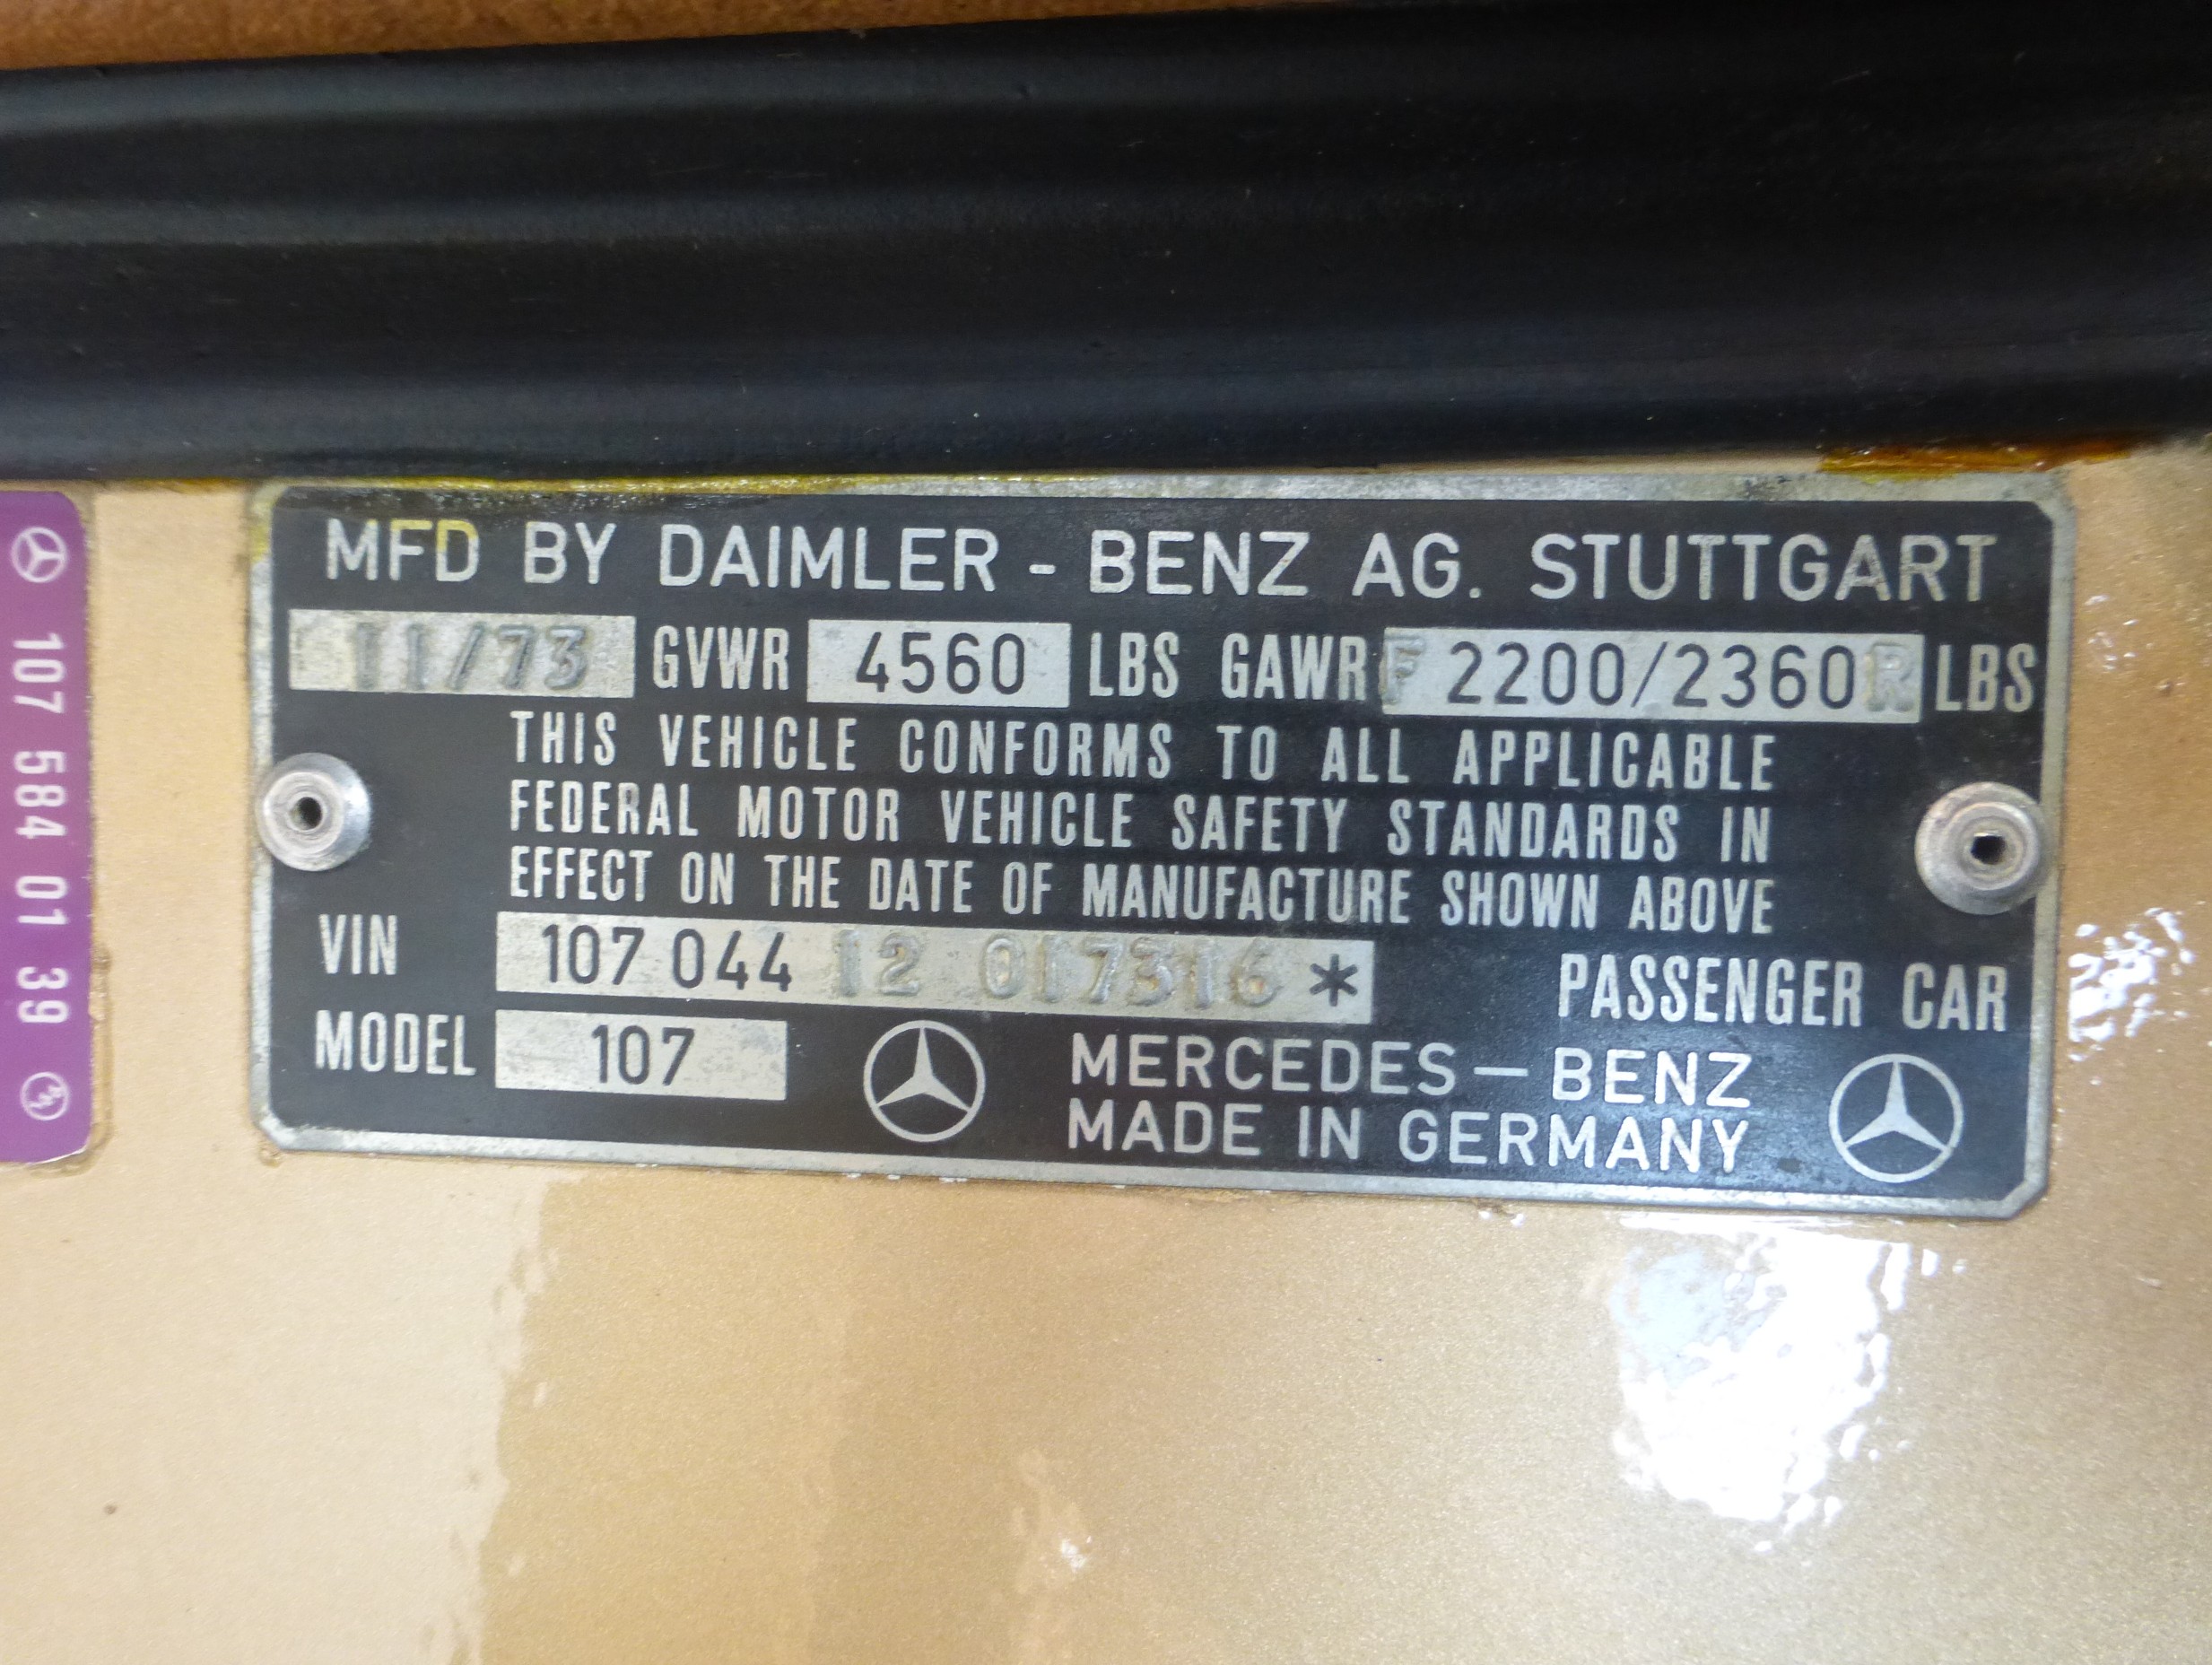 MFD BY DAIMLER - BENZ AG. STUTTGART
11/73 GVWR 4560 LBS GAWR F 2200/2360 R LBS
THIS VEHICLE CONFORMS TO ALL APPLICABLE
FEDERAL MOTOR VEHICLE SAFETY STANDARDS IN
EFFECT ON THE DATE OF MANUFACTURE SHOWN ABOVE
VIN 107 044 12 017316 * PASSENGER CAR
MODEL 107
MERCEDES - BENZ
MADE IN GERMANY
107 584 01 39